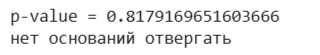 p-value = 0.8179169651603666
нет оснований отвергать